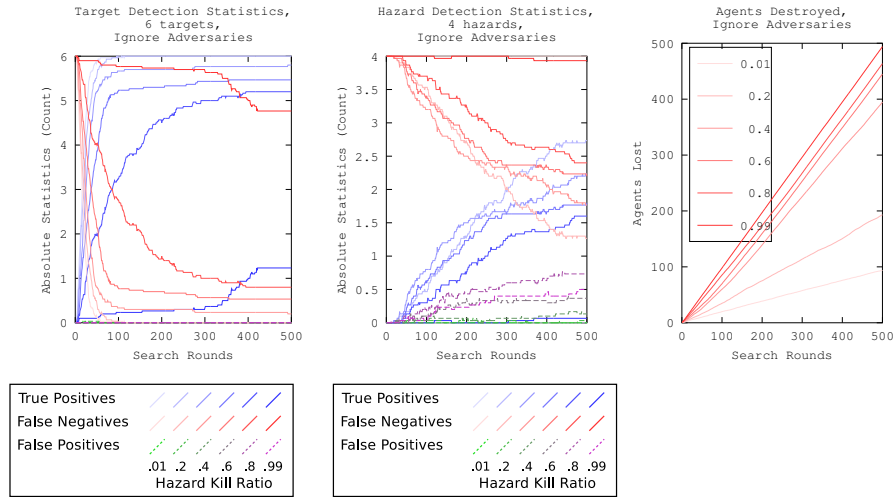 Target Detection Statistics,
6 targets,
Ignore Adversaries
Absolute Statistics (Count)
6
5
4
3
2
1
0
0 100 200 300 400 500
Search Rounds
Hazard Detection Statistics,
4 hazards,
Ignore Adversaries
Absolute Statistics (Count)
4
3.5
3
2.5
2
1.5
1
0.5
0
0 100 200 300 400 500
Search Rounds
Agents Destroyed,
Ignore Adversaries
Agents Lost
500
400
300
200
100
0
0.01
0.2
0.4
0.6
0.8
0.99
0 100 200 300 400 500
Search Rounds
True Positives
False Negatives
False Positives
.01 .2 .4 .6 .8 .99
Hazard Kill Ratio
True Positives
False Negatives
False Positives
.01 .2 .4 .6 .8 .99
Hazard Kill Ratio